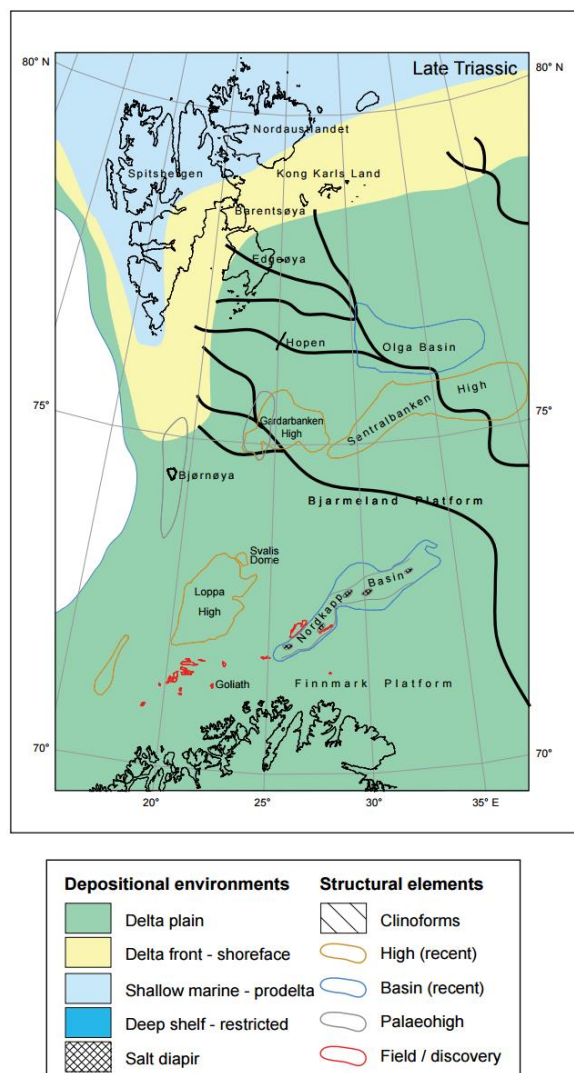 Late Triassic
80° N
80° N
Nordaustlandet
Spitsbergen
Kong Karls Land
Barentsøya
Edgeøya
Hopen
Olga Basin
75°
75°
Sentralbanken High
Gardarbanken
High
Bjørnøya
Bjarmeland Platform
Svalis
Dome
Loppa
High
Nordkapp Basin
Goliath
Finnmark Platform
70°
70°
20°
25°
30°
35° E
Depositional environments
Delta plain
Delta front - shoreface
Shallow marine - prodelta
Deep shelf - restricted
Salt diapir
Structural elements
Clinoforms
High (recent)
Basin (recent)
Palaeohigh
Field / discovery